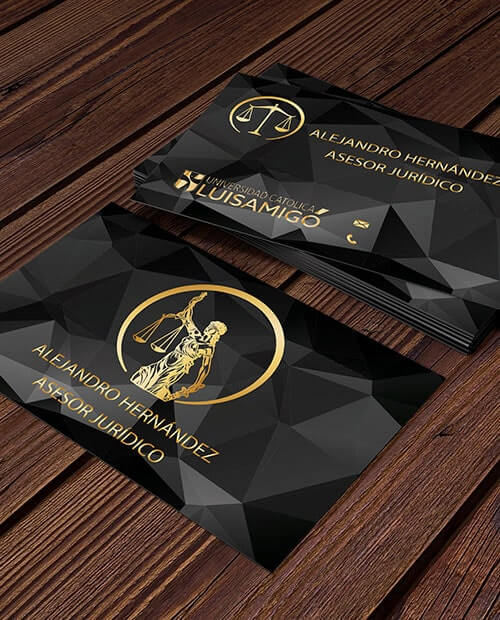 ALEJANDRO HERNÁNDEZ
ASESOR JURÍDICO
UNIVERSIDAD CATÓLICA
LUISAMIGÓ
ALEJANDRO HERNÁNDEZ
ASESOR JURÍDICO